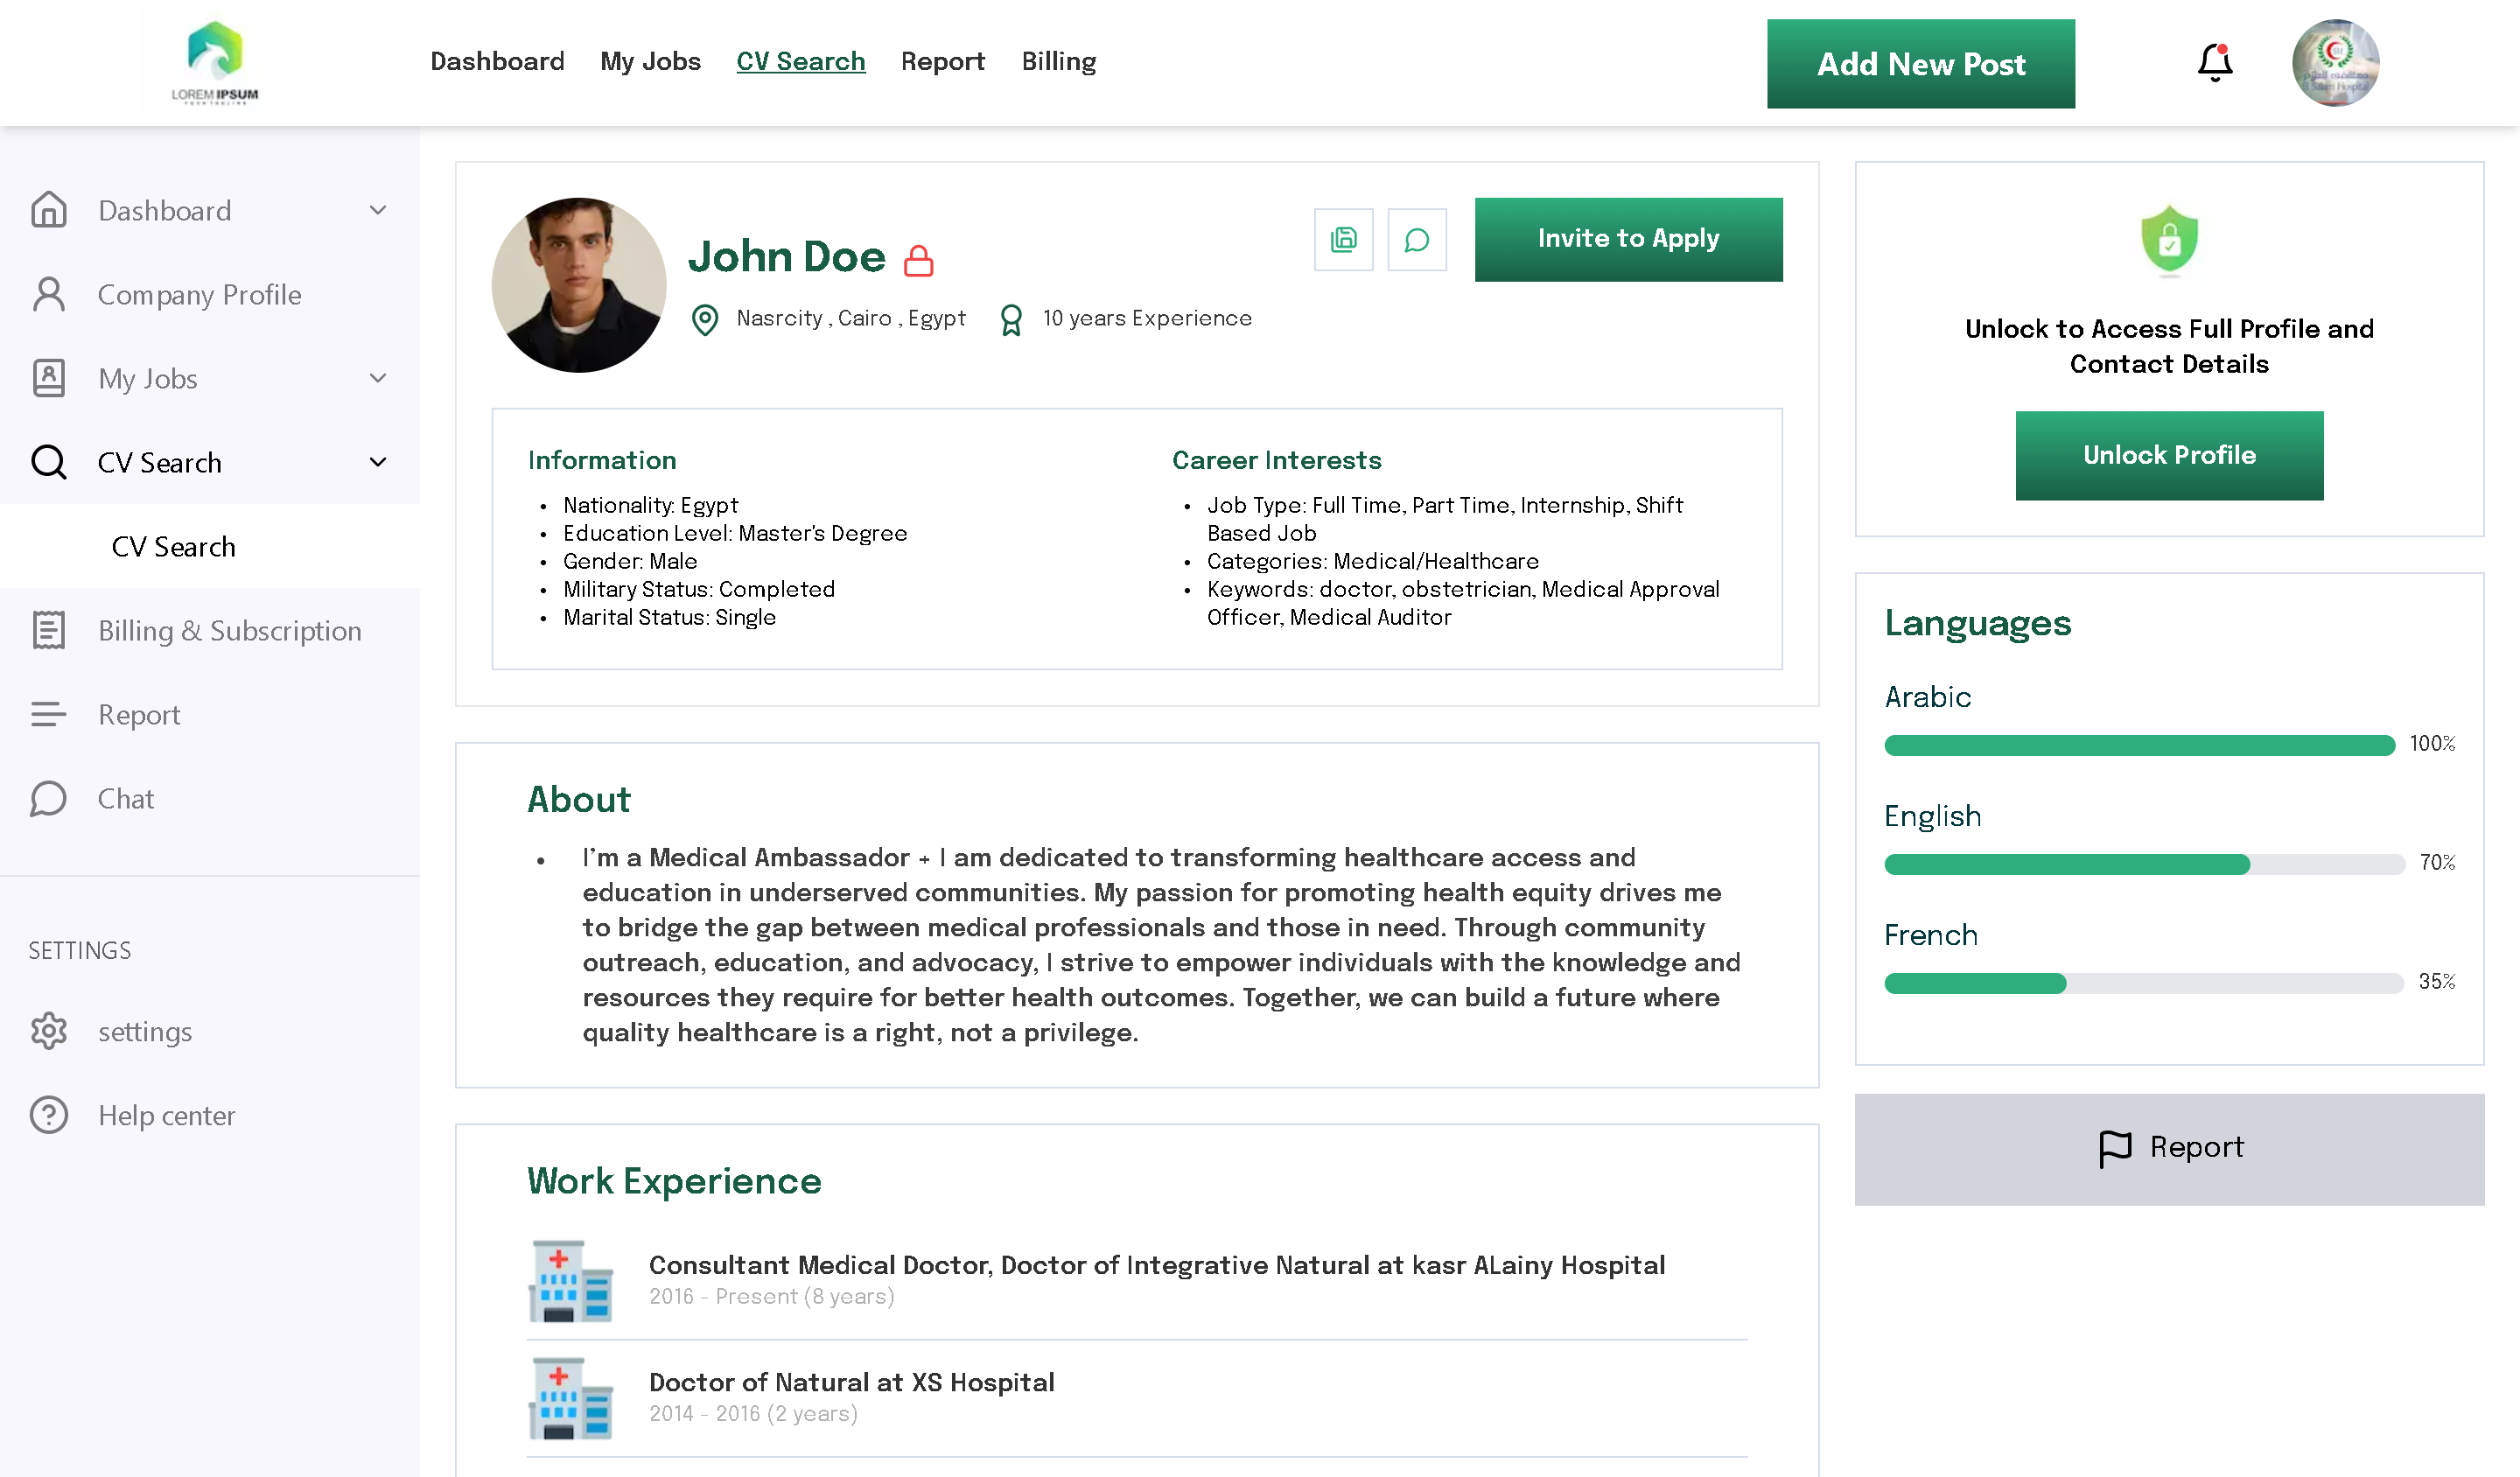 LOREM IPSUM
Dashboard
My Jobs
CV Search
Report
Billing
Add New Post
Dashboard
Company Profile
My Jobs
CV Search
CV Search
Billing & Subscription
Report
Chat
SETTINGS
settings
Help center
John Doe
Nasrcity , Cairo , Egypt
10 years Experience
Invite to Apply
Information
• Nationality: Egypt
• Education Level: Master's Degree
• Gender: Male
• Military Status: Completed
• Marital Status: Single
Career Interests
• Job Type: Full Time, Part Time, Internship, Shift
Based Job
• Categories: Medical/Healthcare
• Keywords: doctor, obstetrician, Medical Approval
Officer, Medical Auditor
About
• I’m a Medical Ambassador + I am dedicated to transforming healthcare access and
education in underserved communities. My passion for promoting health equity drives me
to bridge the gap between medical professionals and those in need. Through community
outreach, education, and advocacy, I strive to empower individuals with the knowledge and
resources they require for better health outcomes. Together, we can build a future where
quality healthcare is a right, not a privilege.
Work Experience
Consultant Medical Doctor, Doctor of Integrative Natural at kasr ALainy Hospital
2016 - Present (8 years)
Doctor of Natural at XS Hospital
2014 - 2016 (2 years)
Unlock to Access Full Profile and
Contact Details
Unlock Profile
Languages
Arabic
100%
English
70%
French
35%
Report